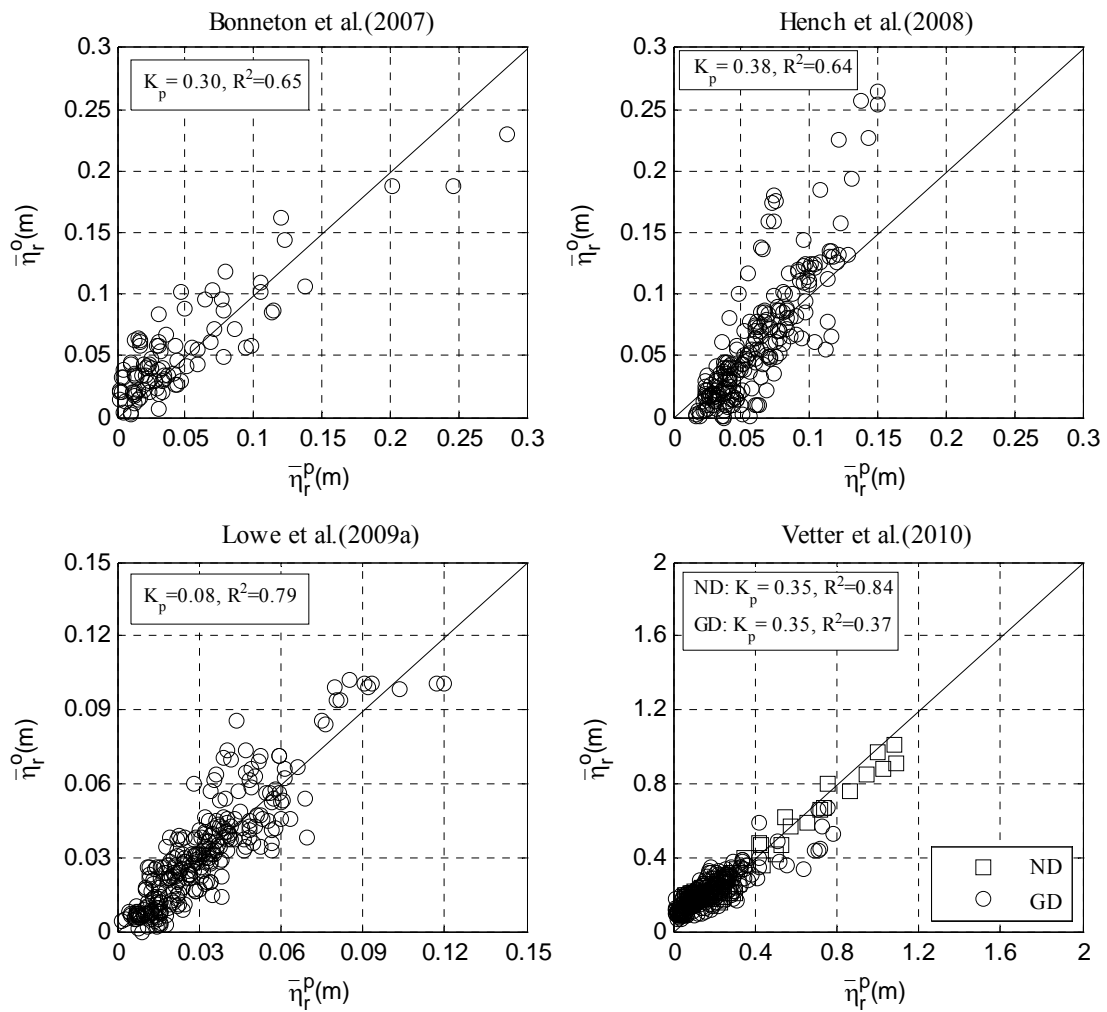 Bonneton et al.(2007)
0.3
0.25
0.2
0.15
0.1
0.05
0
K_p= 0.30, R²=0.65
η̅_r^o(m)
0 0.05 0.1 0.15 0.2 0.25 0.3
η̅_r^p(m)
Hench et al.(2008)
0.3
0.25
0.2
0.15
0.1
0.05
0
K_p= 0.38, R²=0.64
η̅_r^o(m)
0 0.05 0.1 0.15 0.2 0.25 0.3
η̅_r^p(m)
Lowe et al.(2009a)
0.15
0.12
0.09
0.06
0.03
0
K_p=0.08, R²=0.79
η̅_r^o(m)
0 0.03 0.06 0.09 0.12 0.15
η̅_r^p(m)
Vetter et al.(2010)
2
1.6
1.2
0.8
0.4
0
ND: K_p= 0.35, R²=0.84
GD: K_p= 0.35, R²=0.37
η̅_r^o(m)
ND
GD
0 0.4 0.8 1.2 1.6 2
η̅_r^p(m)